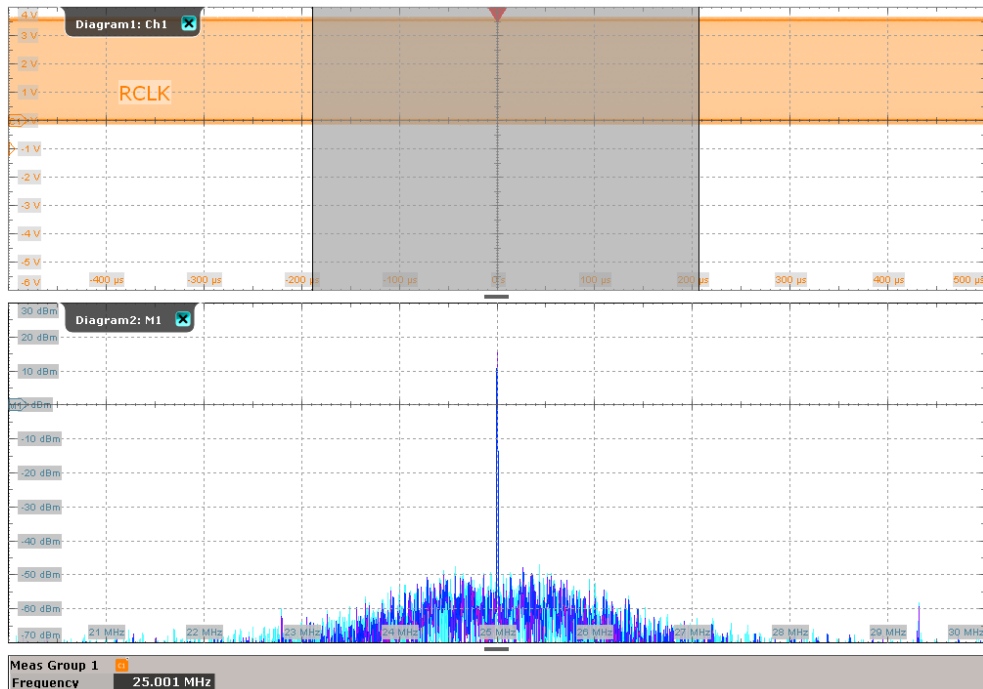 4 V
Diagram1: Ch1
3 V
2 V
1 V
RCLK
-1 V
-2 V
-3 V
-4 V
-5 V
-6 V
-400 µs -300 µs -200 µs -100 µs 0 s 100 µs 200 µs 300 µs 400 µs 500 µs
30 dBm
Diagram2: M1
20 dBm
10 dBm
M1 dBm
-10 dBm
-20 dBm
-30 dBm
-40 dBm
-50 dBm
-60 dBm
-70 dBm 21 MHz 22 MHz 23 MHz 24 MHz 25 MHz 26 MHz 27 MHz 28 MHz 29 MHz 30 MHz
Meas Group 1 C1
Frequency 25.001 MHz